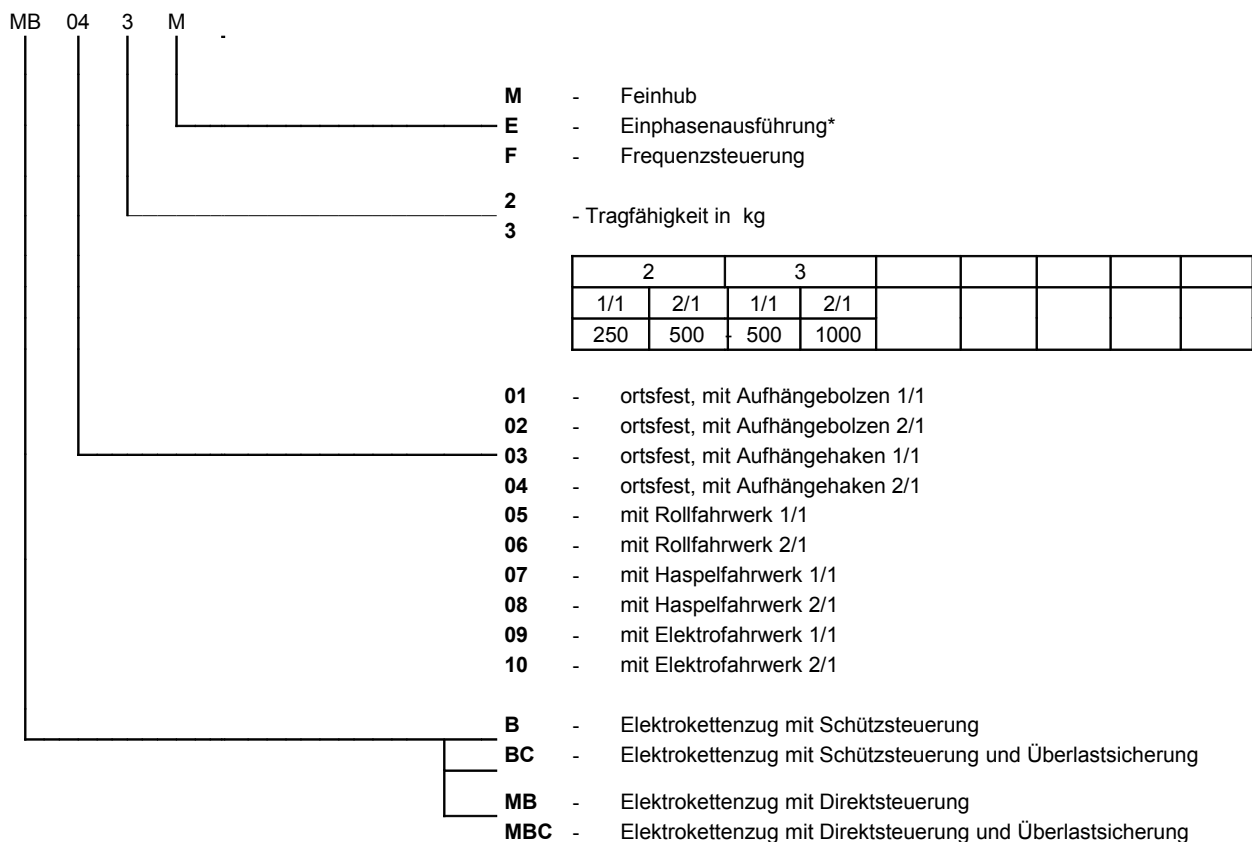 MB 04 3 M -
M - Feinhub
E - Einphasenausführung*
F - Frequenzsteuerung
2
- Tragfähigkeit in kg
3
2 3
1/1 2/1 1/1 2/1
250 500 - 500 1000
01 - ortsfest, mit Aufhängebolzen 1/1
02 - ortsfest, mit Aufhängebolzen 2/1
03 - ortsfest, mit Aufhängehaken 1/1
04 - ortsfest, mit Aufhängehaken 2/1
05 - mit Rollfahrwerk 1/1
06 - mit Rollfahrwerk 2/1
07 - mit Haspelfahrwerk 1/1
08 - mit Haspelfahrwerk 2/1
09 - mit Elektrofahrwerk 1/1
10 - mit Elektrofahrwerk 2/1
B - Elektrokettenzug mit Schützsteuerung
BC - Elektrokettenzug mit Schützsteuerung und Überlastsicherung
MB - Elektrokettenzug mit Direktsteuerung
MBC - Elektrokettenzug mit Direktsteuerung und Überlastsicherung